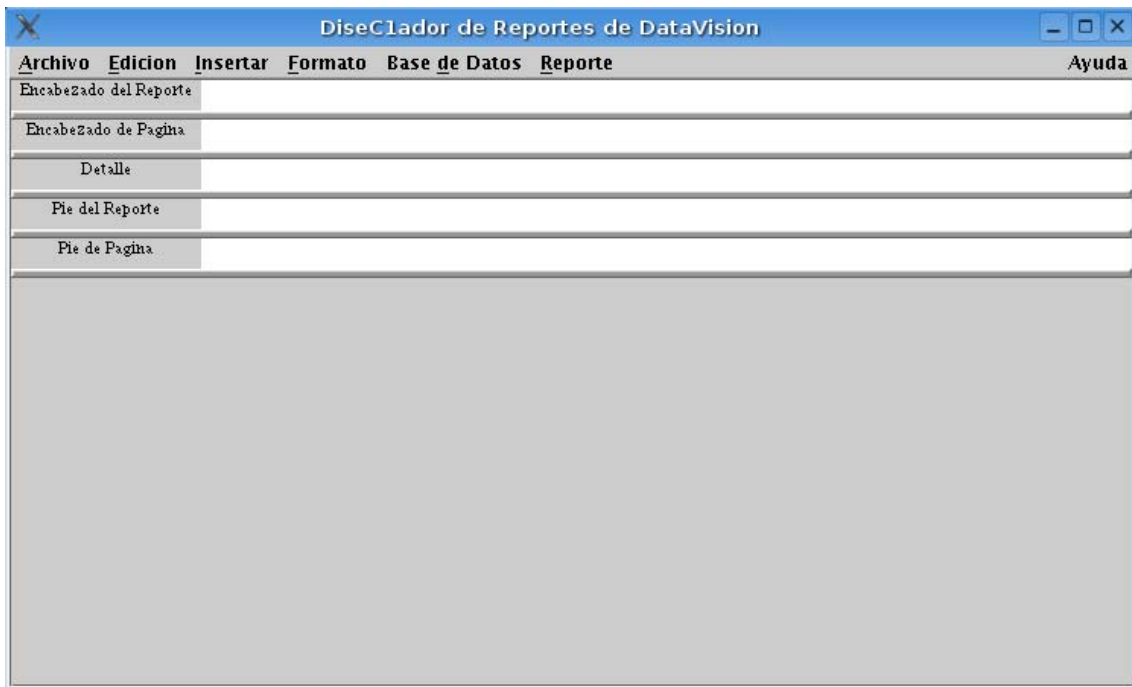 DiseC1ador de Reportes de DataVision
Archivo Edicion Insertar Formato Base de Datos Reporte Ayuda
Encabezado del Reporte
Encabezado de Pagina
Detalle
Pie del Reporte
Pie de Pagina